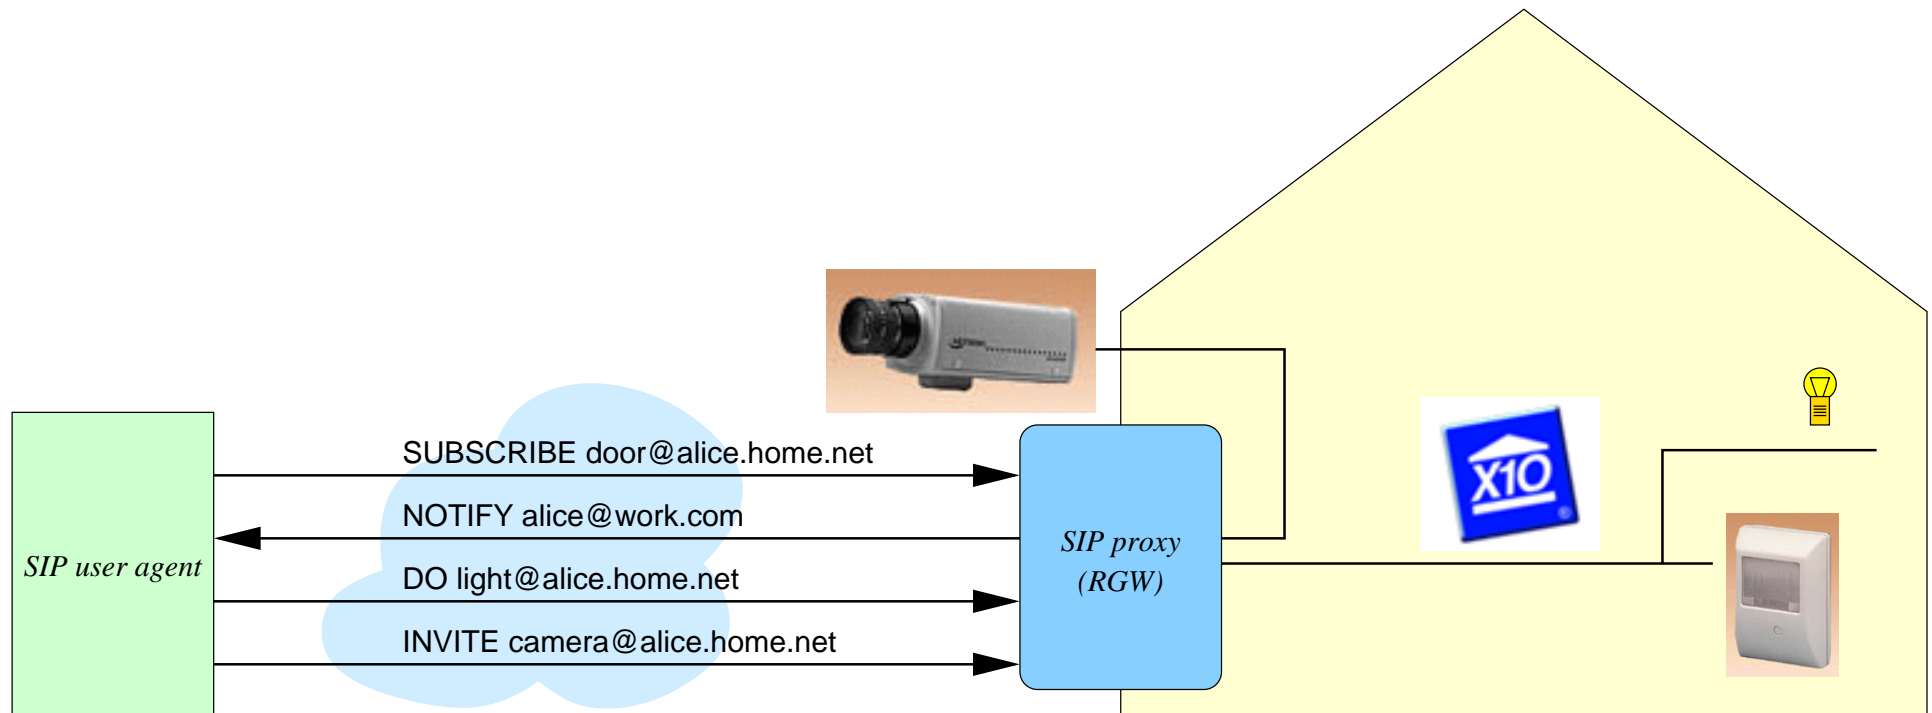 SUBSCRIBE door@alice.home.net
NOTIFY alice@work.com
DO light@alice.home.net
INVITE camera@alice.home.net
SIP user agent
SIP proxy
(RGW)
X10
®